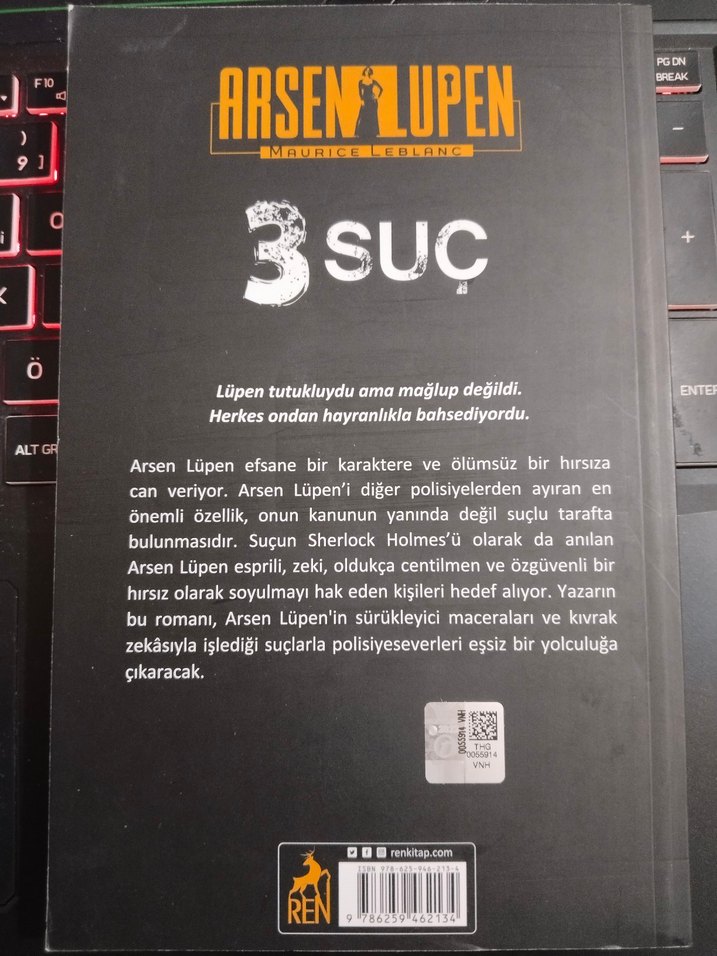 ARSEN LUPEN
MAURICE LEBLANC
3 SUÇ
Lüpen tutukluydu ama mağlup değildi.
Herkes ondan hayranlıkla bahsediyordu.
Arsen Lüpen efsane bir karaktere ve ölümsüz bir hırsıza
can veriyor. Arsen Lüpen’i diğer polisiyelerden ayıran en
önemli özellik, onun kanunun yanında değil suçlu tarafta
bulunmasıdır. Suçun Sherlock Holmes’ü olarak da anılan
Arsen Lüpen esprili, zeki, oldukça centilmen ve özgüvenli bir
hırsız olarak soyulmayı hak eden kişileri hedef alıyor. Yazarın
bu romanı, Arsen Lüpen'in sürükleyici maceraları ve kıvrak
zekâsıyla işlediği suçlarla polisiyeseverleri eşsiz bir yolculuğa
çıkaracak.
0055914 VNH
THG
0055914
VNH
renkitap.com
ISBN 978-625-946-213-4
9 786259 462134
REN
F10
)
9 ]
O
K
Ö
ALT GR
PG DN
BREAK
-
+
ENTER